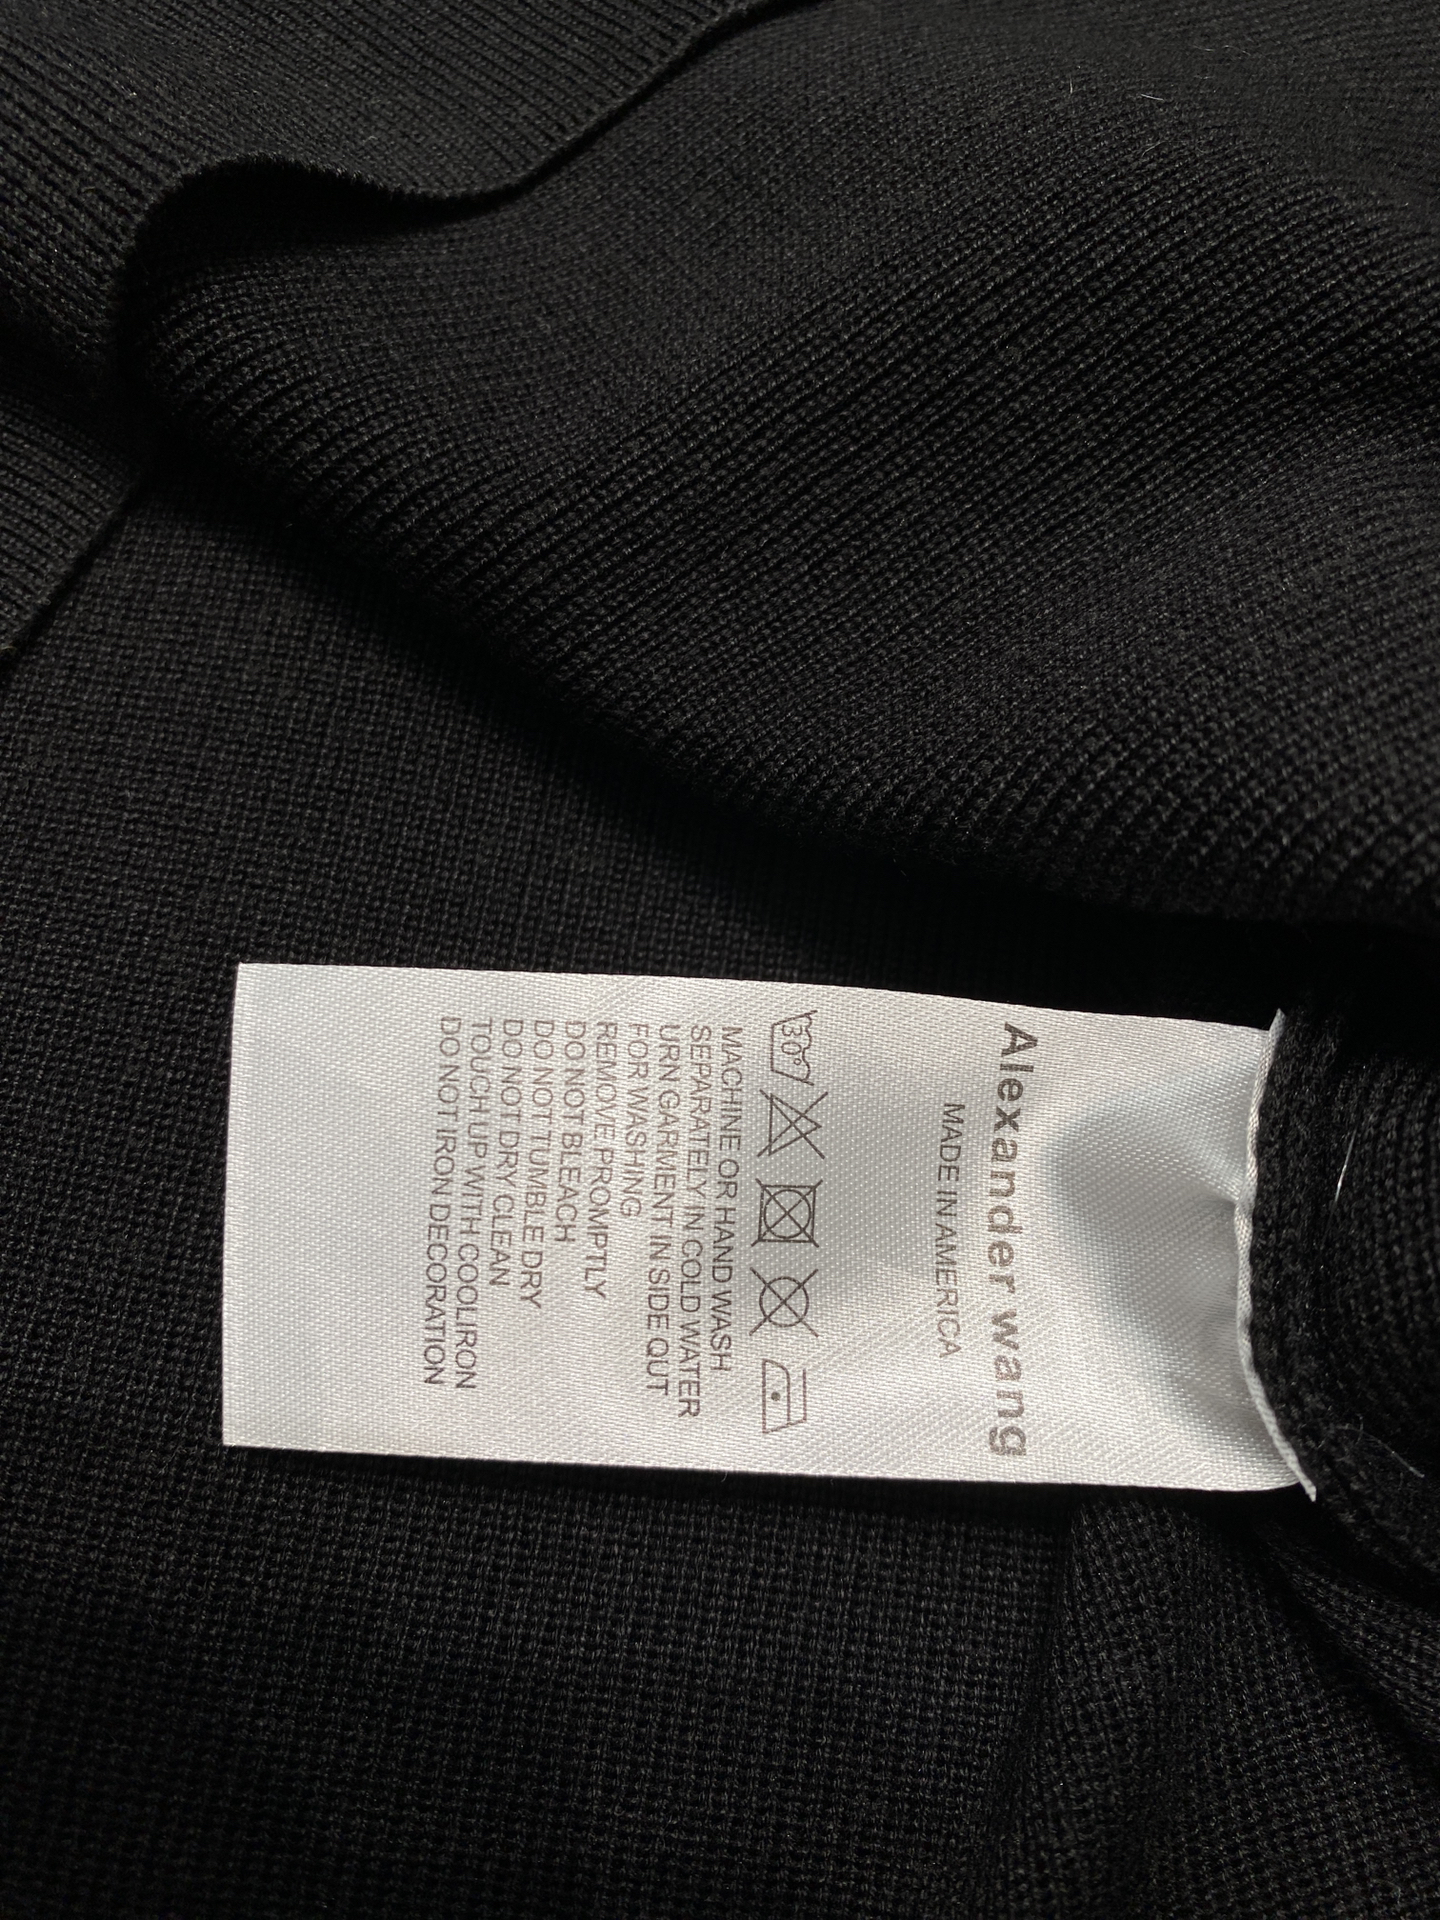 Alexander wang
MADE IN AMERICA
30°
MACHINE OR HAND WASH
SEPARATELY IN COLD WATER
URN GARMENT IN SIDE QUT
FOR WASHING
REMOVE PROMPTLY
DO NOT BLEACH
DO NOT TUMBLE DRY
DO NOT DRY CLEAN
TOUCH UP WITH COOLIRON
DO NOT IRON DECORATION